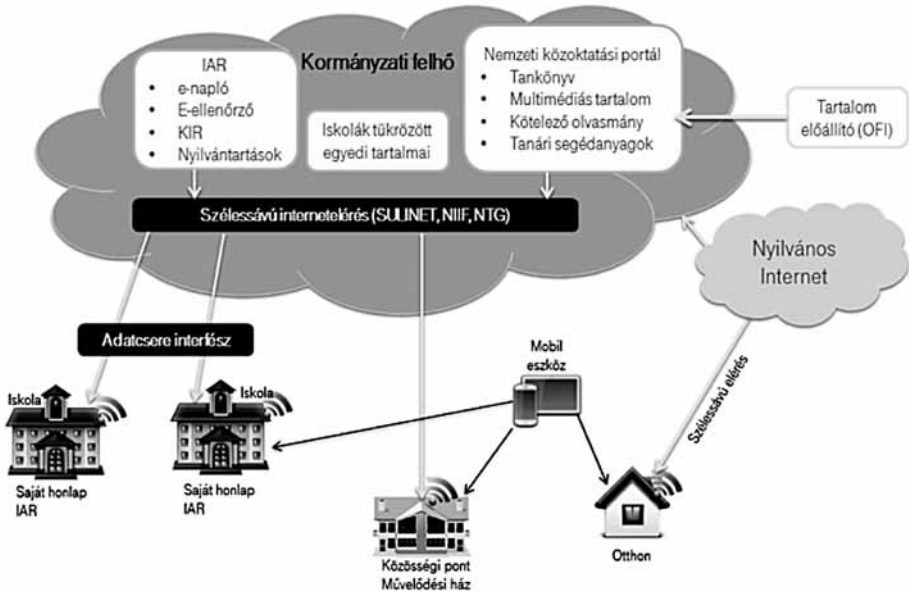 Kormányzati felhő
IAR
• e-napló
• E-ellenőrző
• KIR
• Nyilvántartások
Iskolák tükrözött
egyedi tartalmai
Nemzeti közoktatási portál
• Tankönyv
• Multimédiás tartalom
• Kötelező olvasmány
• Tanári segédanyagok
Tartalom
előállító (OFI)
Szélessávú internetelérés (SULINET, NIIF, NTG)
Nyilvános
Internet
Adatcsere interfész
Mobil
eszköz
Szélessávú elérés
Iskola
Iskola
Saját honlap
IAR
Saját honlap
IAR
Közösségi pont
Művelődési ház
Otthon